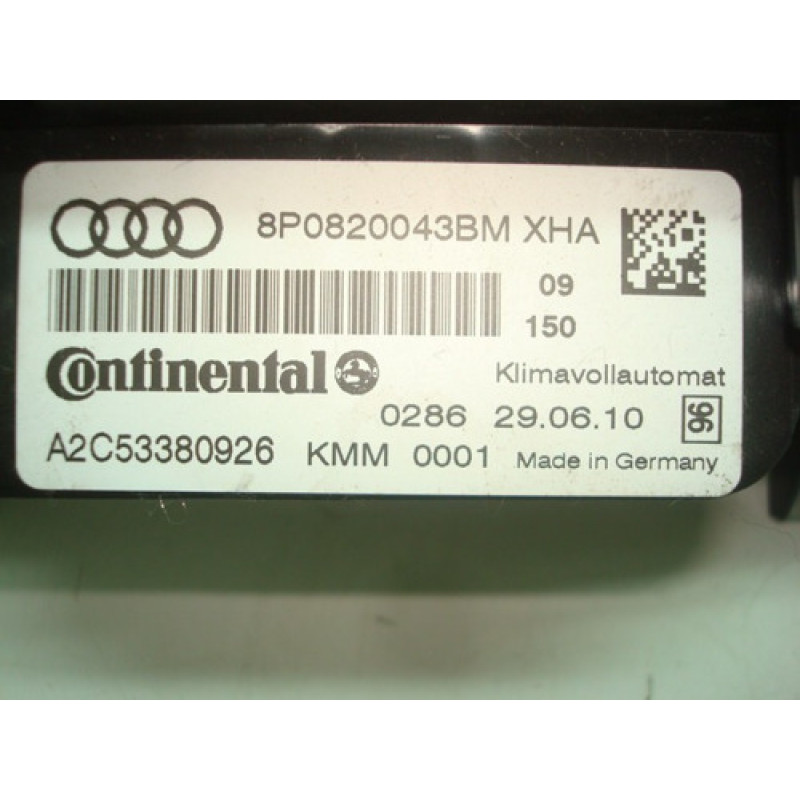 8P0820043BM XHA
09
150
Continental
Klimavollautomat
0286 29.06.10 96
A2C53380926 KMM 0001 Made in Germany